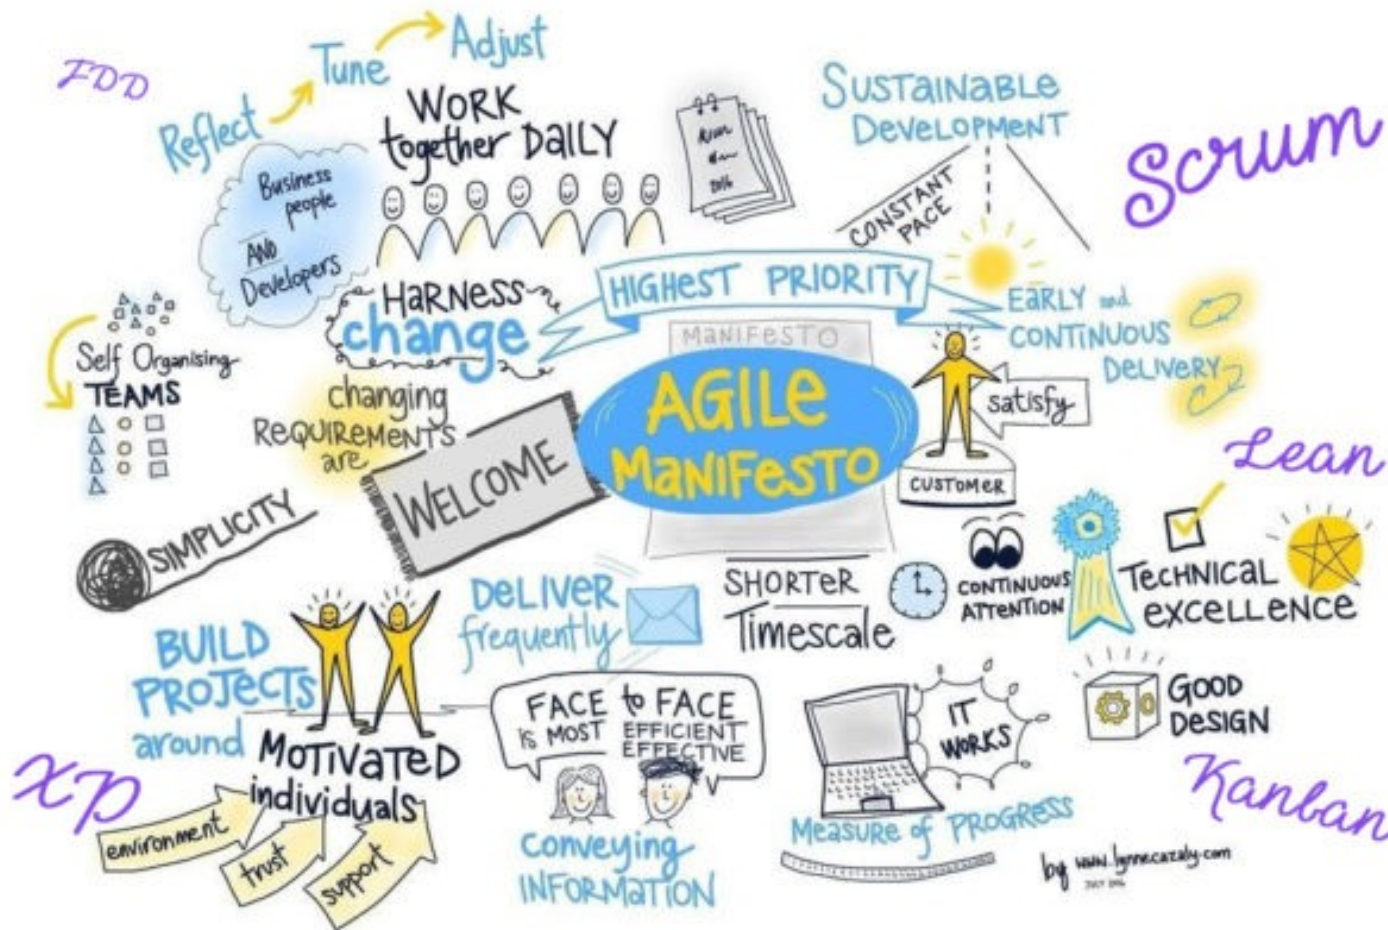 FDD
Reflect
Tune
Adjust
WORK
together DAILY
Business
people
AND
Developers
2016
SUSTAINABLE
DEVELOPMENT
CONSTANT
PACE
Scrum
HARNESS
change
HIGHEST PRIORITY
EARLY and
CONTINUOUS
DELIVERY
Self Organising
TEAMS
changing
REQUIREMENTS
are
WELCOME
MANIFESTO
AGILE
MANIFESTO
satisfy
CUSTOMER
Lean
SIMPLICITY
DELIVER
frequently
SHORTER
Timescale
CONTINUOUS
ATTENTION
TECHNICAL
EXCELLENCE
BUILD
PROJECTS
around
MOTIVATED
individuals
environment
trust
support
XP
FACE to FACE
IS MOST EFFICIENT
EFFECTIVE
conveying
INFORMATION
IT
WORKS
Measure of PROGRESS
GOOD
DESIGN
Kanban
by www.lynnecazaly.com
JULY 2016